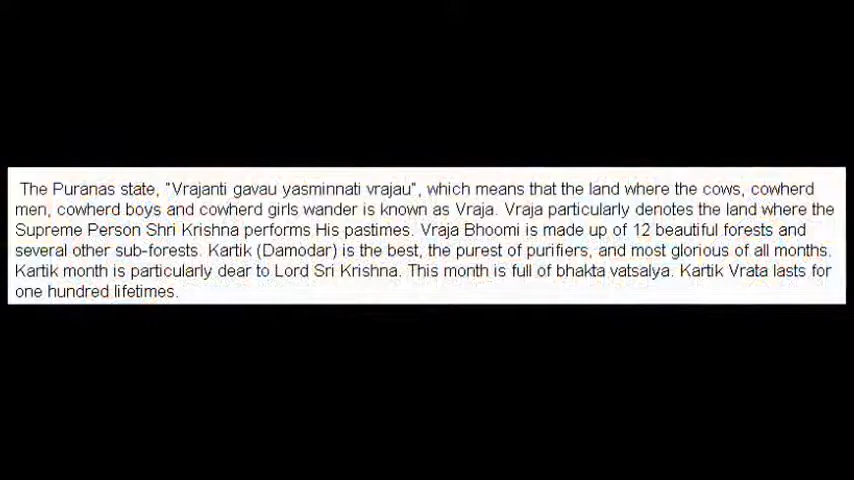 The Puranas state, "Vrajanti gavau yasminnati vrajau", which means that the land where the cows, cowherd
men, cowherd boys and cowherd girls wander is known as Vraja. Vraja particularly denotes the land where the
Supreme Person Shri Krishna performs His pastimes. Vraja Bhoomi is made up of 12 beautiful forests and
several other sub-forests. Kartik (Damodar) is the best, the purest of purifiers, and most glorious of all months.
Kartik month is particularly dear to Lord Sri Krishna. This month is full of bhakta vatsalya. Kartik Vrata lasts for
one hundred lifetimes.